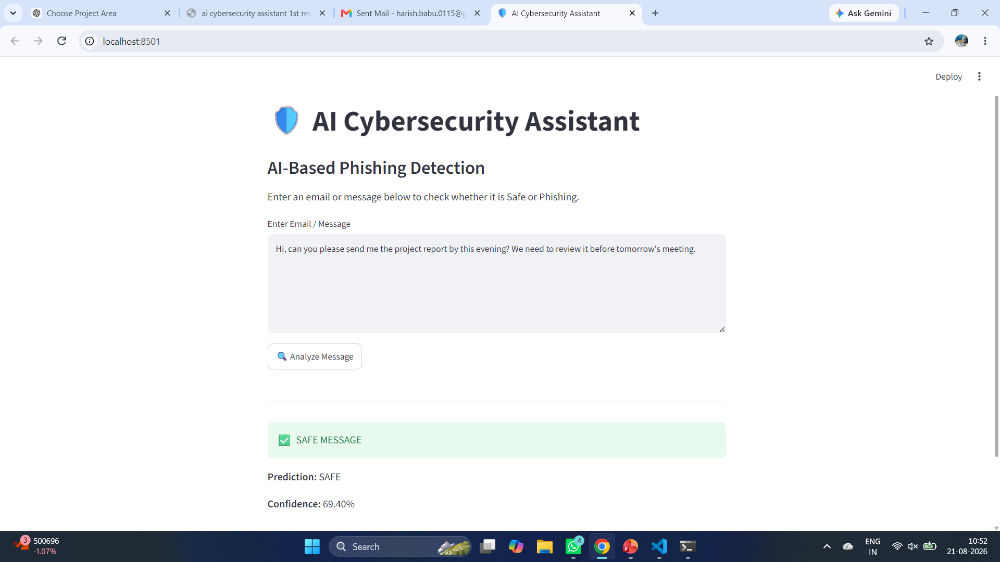 Choose Project Area
ai cybersecurity assistant 1st rev
Sent Mail - harish.babu.0115@g
AI Cybersecurity Assistant
Ask Gemini
localhost:8501
Deploy
AI Cybersecurity Assistant
AI-Based Phishing Detection
Enter an email or message below to check whether it is Safe or Phishing.
Enter Email / Message
Hi, can you please send me the project report by this evening? We need to review it before tomorrow's meeting.
Analyze Message
SAFE MESSAGE
Prediction: SAFE
Confidence: 69.40%
3
500696
-1.07%
Search
4
P
ENG
IN
10:52
21-08-2026